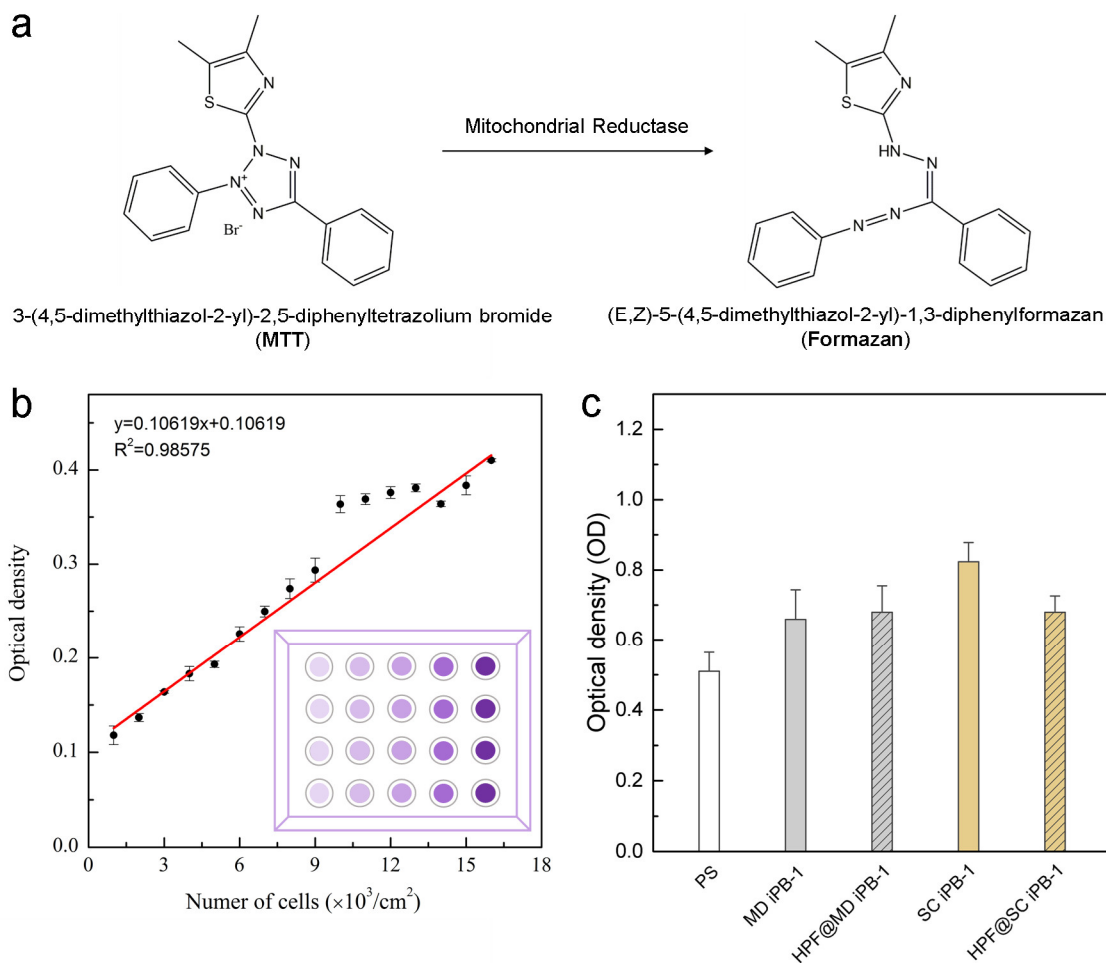 a
S
N
N
N
N+
N
Br-
Mitochondrial Reductase
S
N
HN
N
N
N
3-(4,5-dimethylthiazol-2-yl)-2,5-diphenyltetrazolium bromide
(MTT)
(E,Z)-5-(4,5-dimethylthiazol-2-yl)-1,3-diphenylformazan
(Formazan)
b
y=0.10619x+0.10619
R²=0.98575
Optical density
0.4
0.3
0.2
0.1
0.0
0 3 6 9 12 15 18
Numer of cells (×10³/cm²)
c
Optical density (OD)
1.2
1.0
0.8
0.6
0.4
0.2
0.0
PS
MD iPB-1
HPF@MD iPB-1
SC iPB-1
HPF@SC iPB-1